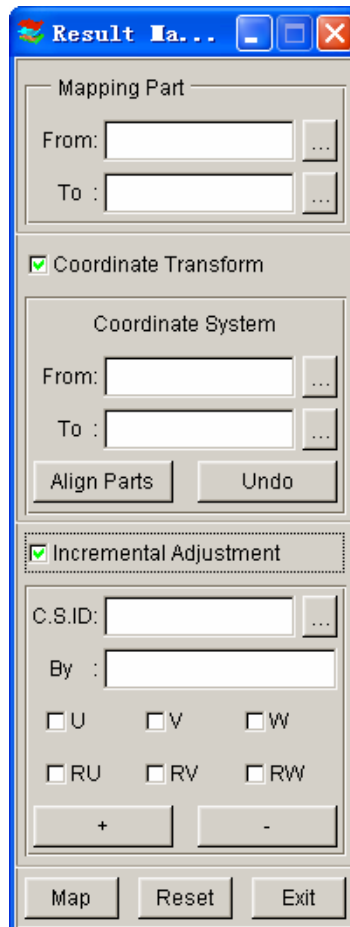 Result Ma...
Mapping Part
From: ...
To : ...
Coordinate Transform
Coordinate System
From: ...
To : ...
Align Parts Undo
Incremental Adjustment
C.S.ID: ...
By :
U V W
RU RV RW
+ -
Map Reset Exit